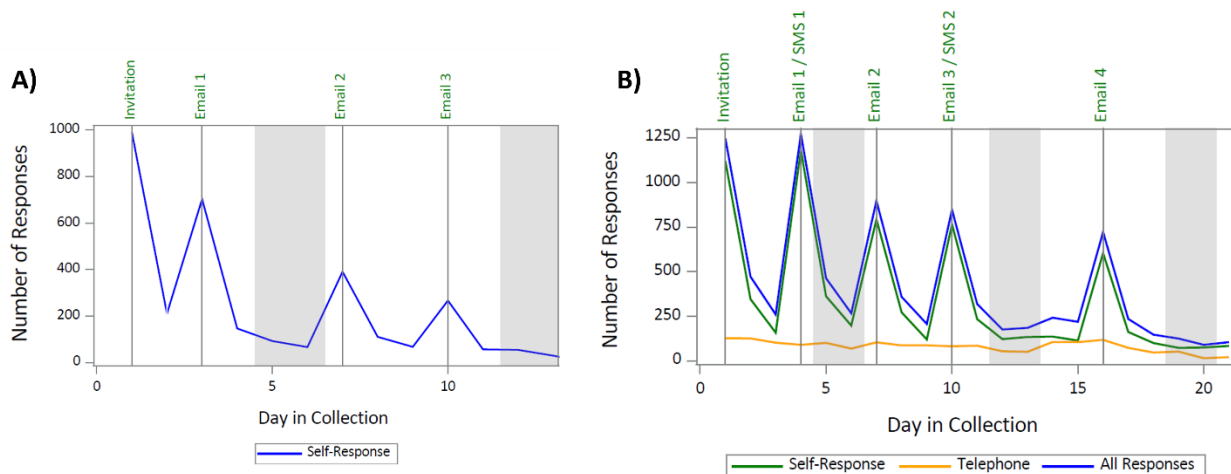 A)
Invitation
Email 1
Email 2
Email 3
Number of Responses
1000
800
600
400
200
0
0
5
10
Day in Collection
Self-Response
B)
Invitation
Email 1 / SMS 1
Email 2
Email 3 / SMS 2
Email 4
Number of Responses
1250
1000
750
500
250
0
0
5
10
15
20
Day in Collection
Self-Response
Telephone
All Responses